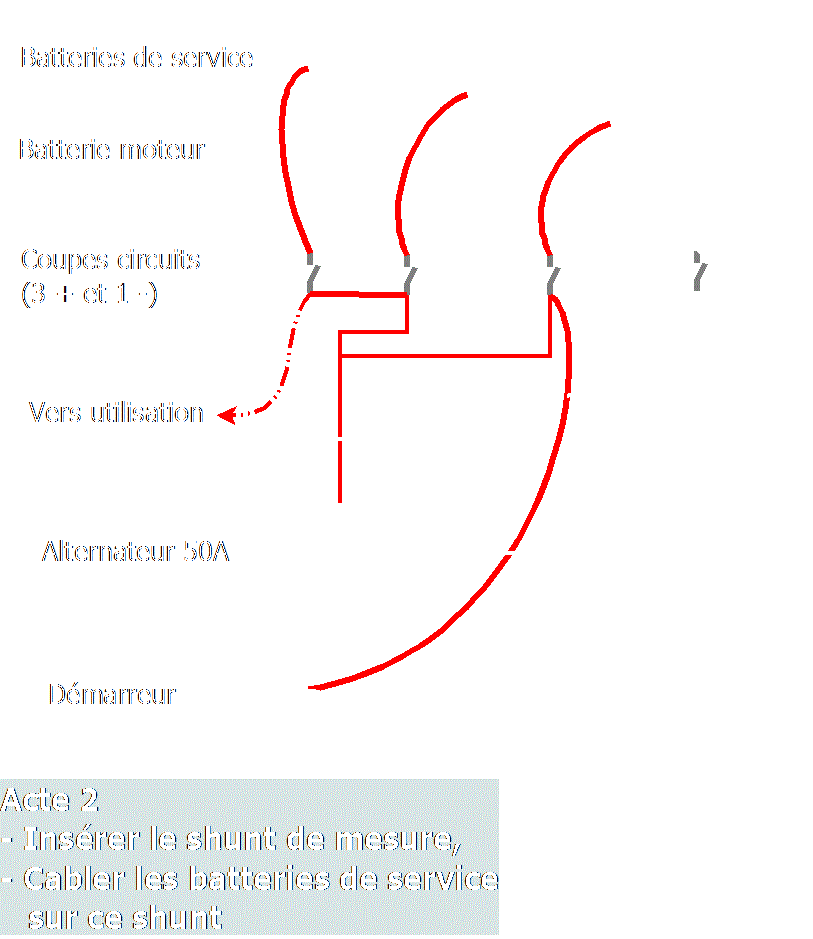 Batteries de service
Batterie moteur
Coupes circuits
(3 + et 1 -)
Vers utilisation
Alternateur 50A
Démarreur
Acte 2
- Insérer le shunt de mesure,
- Cabler les batteries de service
sur ce shunt